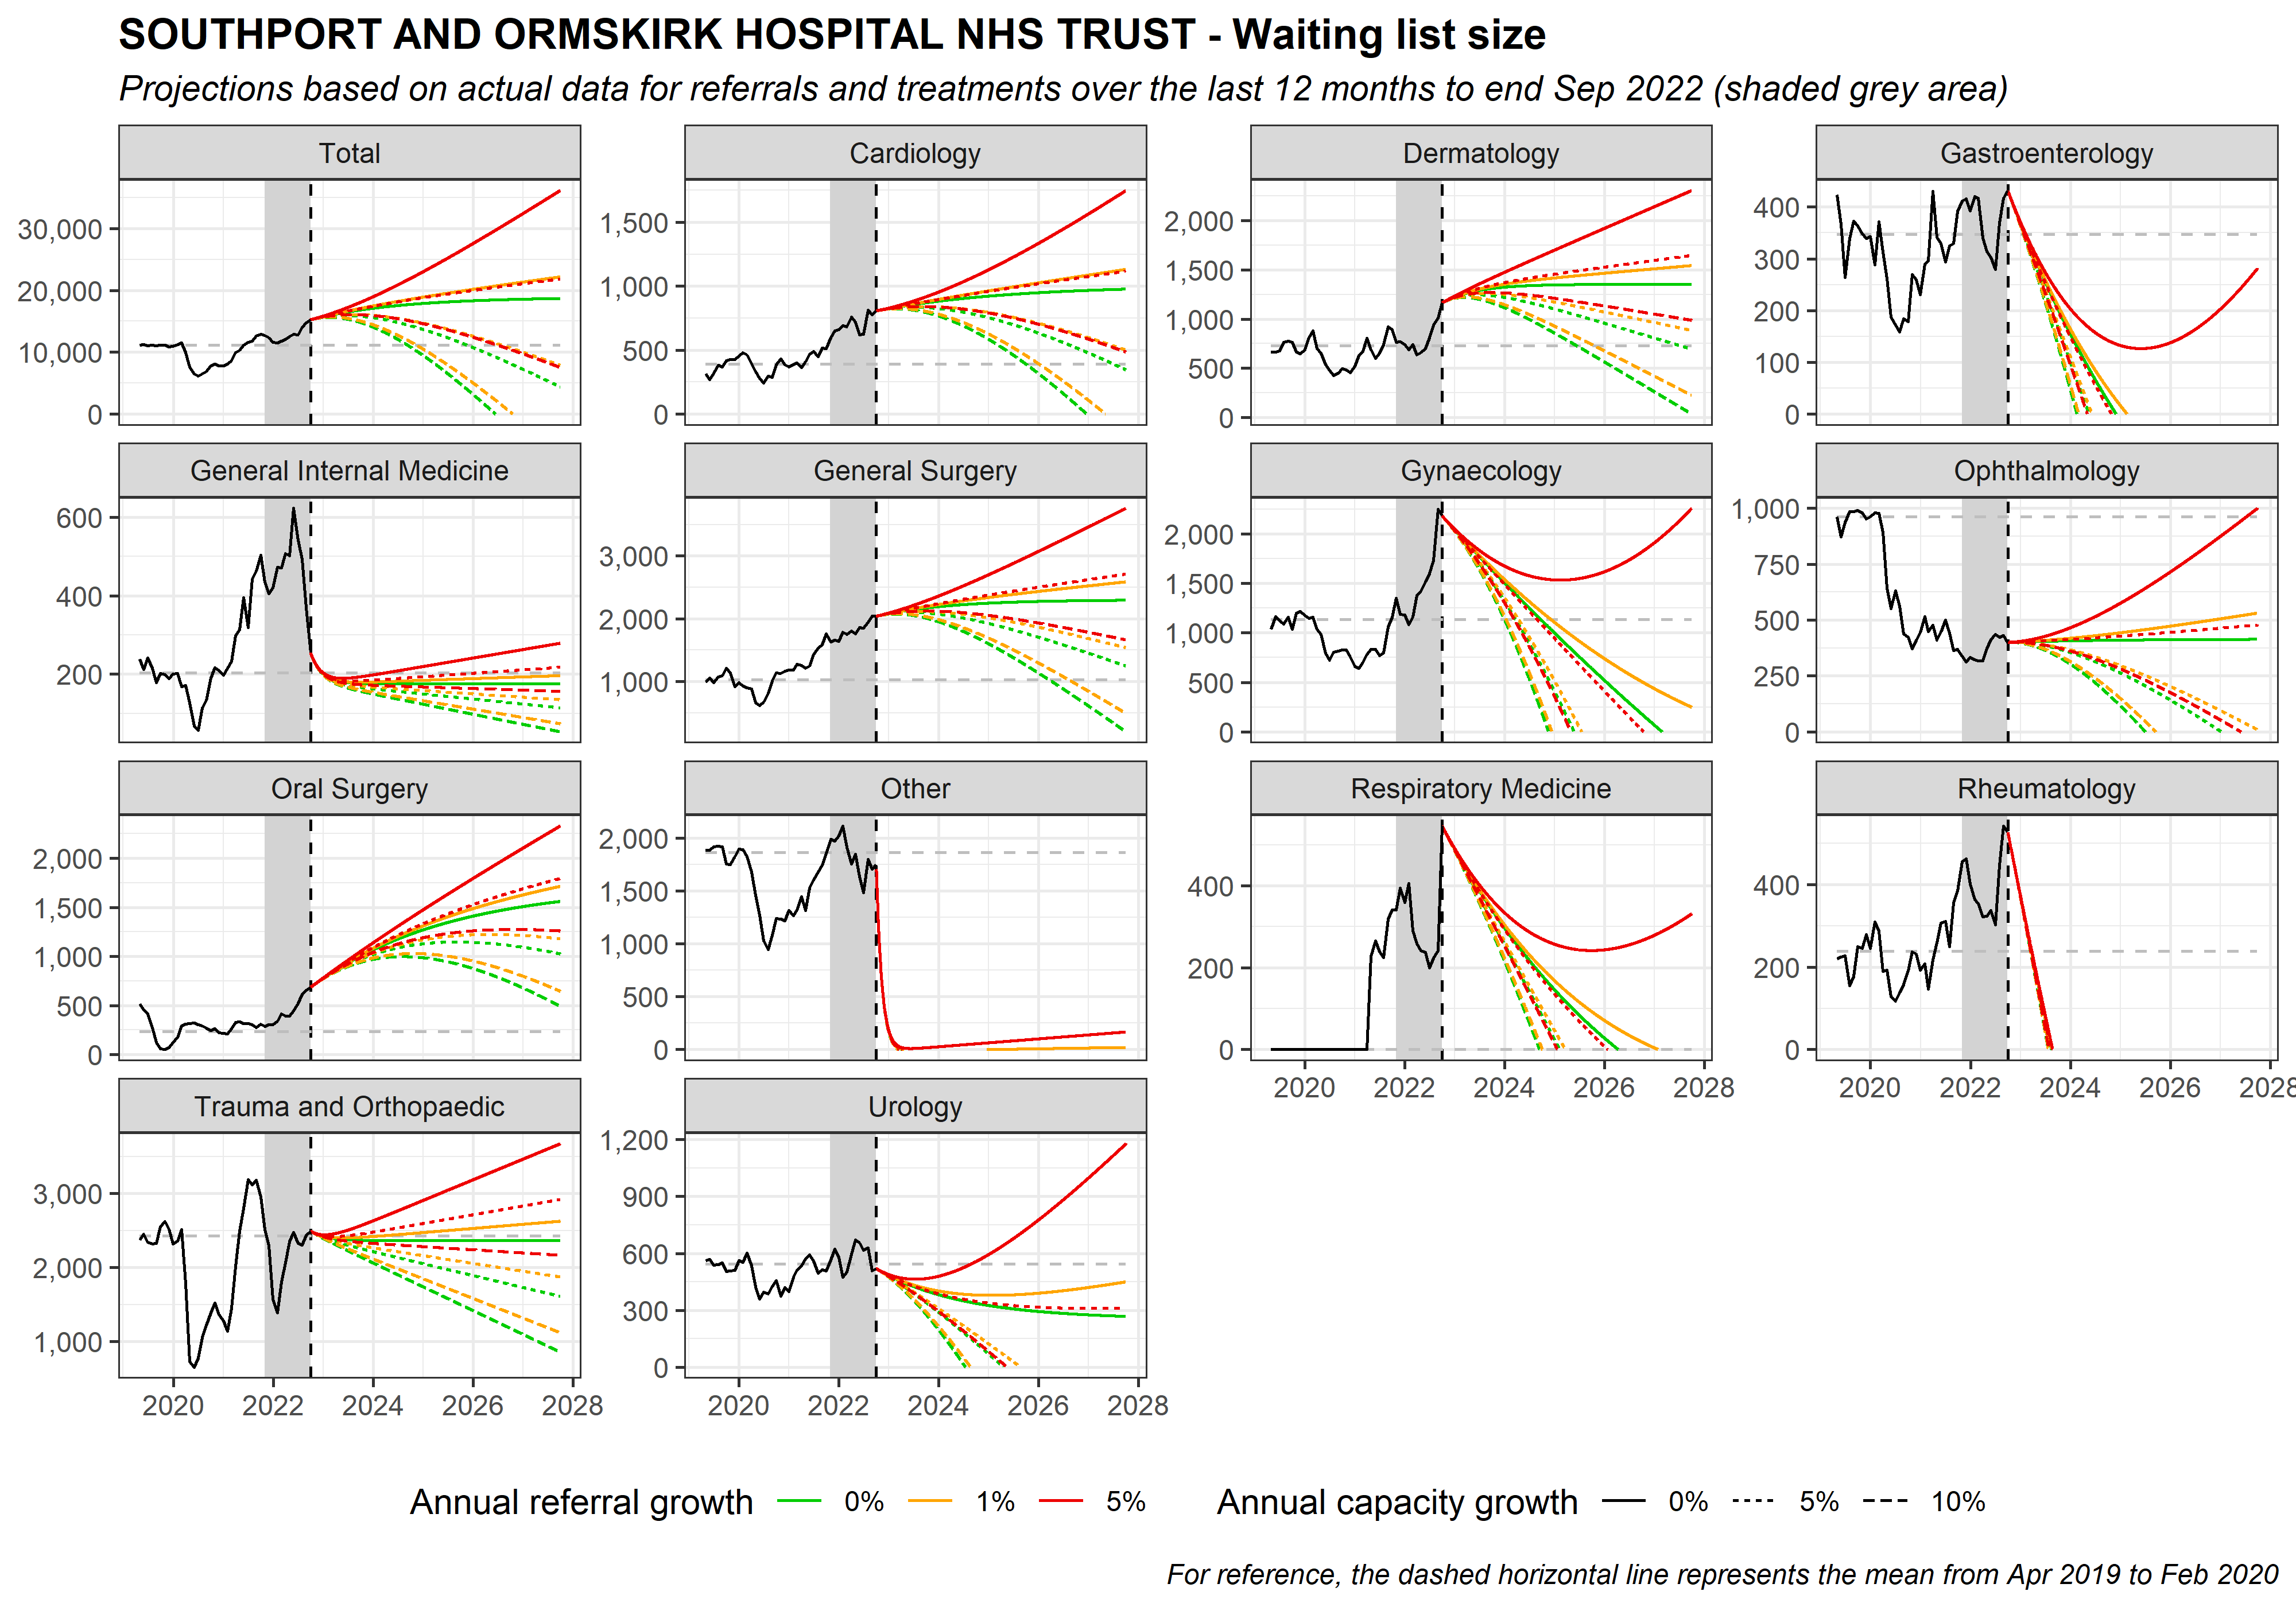 SOUTHPORT AND ORMSKIRK HOSPITAL NHS TRUST - Waiting list size
Projections based on actual data for referrals and treatments over the last 12 months to end Sep 2022 (shaded grey area)
Total
30,000
20,000
10,000
0
Cardiology
1,500
1,000
500
0
Dermatology
2,000
1,500
1,000
500
0
Gastroenterology
400
300
200
100
0
General Internal Medicine
600
400
200
General Surgery
3,000
2,000
1,000
Gynaecology
2,000
1,500
1,000
500
0
Ophthalmology
1,000
750
500
250
0
Oral Surgery
2,000
1,500
1,000
500
0
Other
2,000
1,500
1,000
500
0
Respiratory Medicine
400
200
0
2020 2022 2024 2026 2028
Rheumatology
400
200
0
2020 2022 2024 2026 2028
Trauma and Orthopaedic
3,000
2,000
1,000
2020 2022 2024 2026 2028
Urology
1,200
900
600
300
0
2020 2022 2024 2026 2028
Annual referral growth 0% 1% 5% Annual capacity growth 0% 5% 10%
For reference, the dashed horizontal line represents the mean from Apr 2019 to Feb 2020